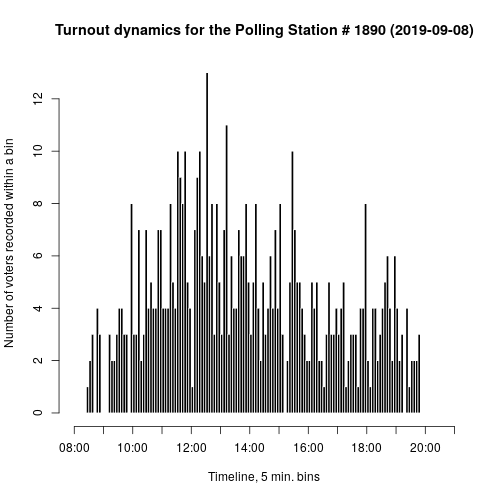 Turnout dynamics for the Polling Station # 1890 (2019-09-08)
Number of voters recorded within a bin
12
10
8
6
4
2
0
08:00 10:00 12:00 14:00 16:00 18:00 20:00
Timeline, 5 min. bins